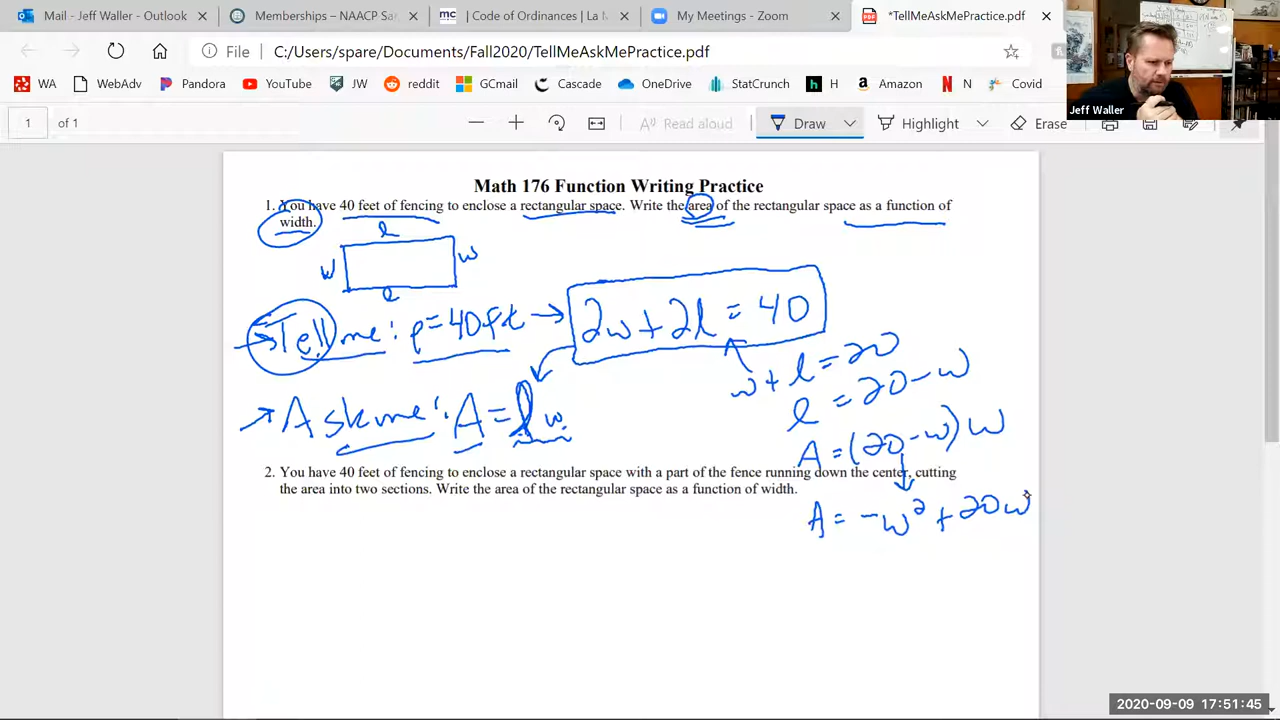 Mail - Jeff Waller - Outlook
Memberships – NAACP
Code of Ordinances | La
My Meetings - Zoom
*TellMeAskMePractice.pdf
File
C:/Users/spare/Documents/Fall2020/TellMeAskMePractice.pdf
WA WebAdv Pandora YouTube JW reddit GCmail Cascade OneDrive StatCrunch H Amazon N Covid
Jeff Waller
1 of 1
Read aloud
Draw
Highlight
Erase
Math 176 Function Writing Practice
1. You have 40 feet of fencing to enclose a rectangular space. Write the area of the rectangular space as a function of
width.
l
w
w
l
Tell me: P=40ft → 2w+2l=40
w+l=20
l=20-w
Ask me: A=lw
A=(20-w)w
2. You have 40 feet of fencing to enclose a rectangular space with a part of the fence running down the center, cutting
the area into two sections. Write the area of the rectangular space as a function of width.
A=-w²+20w
2020-09-09 17:51:45